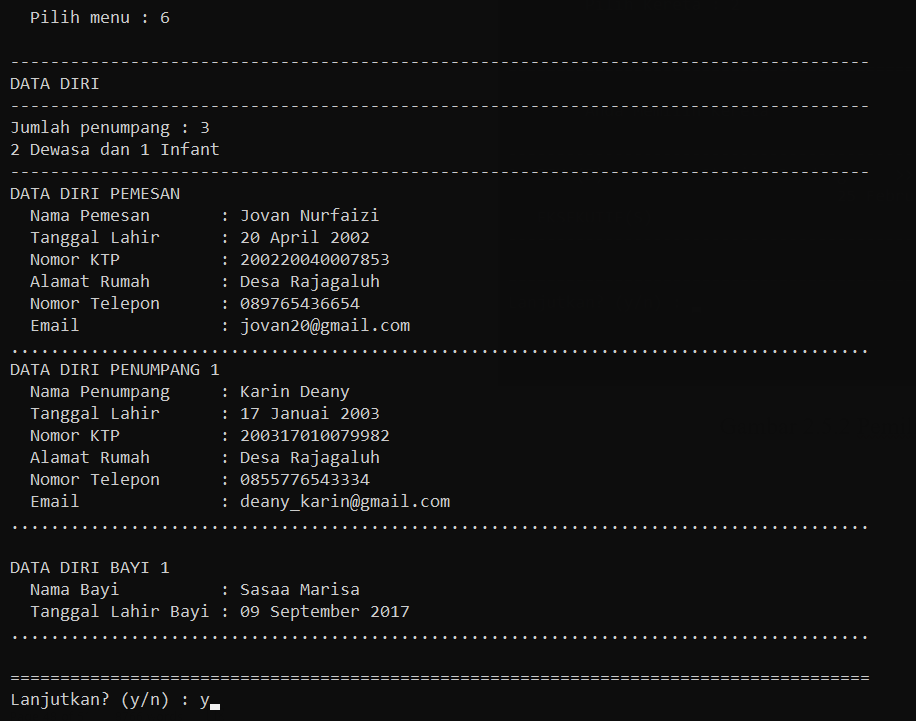 Pilih menu : 6
--------------------------------------------------------------------------------------
DATA DIRI
--------------------------------------------------------------------------------------
Jumlah penumpang : 3
2 Dewasa dan 1 Infant
--------------------------------------------------------------------------------------
DATA DIRI PEMESAN
Nama Pemesan : Jovan Nurfaizi
Tanggal Lahir : 20 April 2002
Nomor KTP : 200220040007853
Alamat Rumah : Desa Rajagaluh
Nomor Telepon : 089765436654
Email : jovan20@gmail.com
......................................................................................
DATA DIRI PENUMPANG 1
Nama Penumpang : Karin Deany
Tanggal Lahir : 17 Januai 2003
Nomor KTP : 200317010079982
Alamat Rumah : Desa Rajagaluh
Nomor Telepon : 0855776543334
Email : deany_karin@gmail.com
......................................................................................
DATA DIRI BAYI 1
Nama Bayi : Sasaa Marisa
Tanggal Lahir Bayi : 09 September 2017
......................................................................................
======================================================================================
Lanjutkan? (y/n) : y